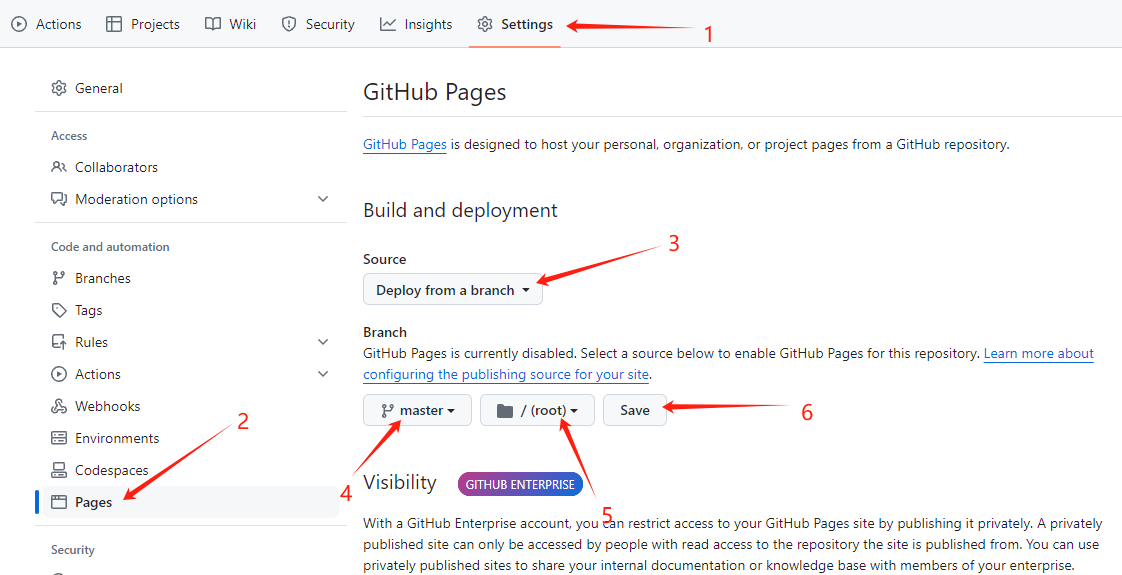 Actions Projects Wiki Security Insights Settings 1
General
Access
Collaborators
Moderation options
Code and automation
Branches
Tags
Rules
Actions
Webhooks
Environments
Codespaces
Pages
2
Security
GitHub Pages
GitHub Pages is designed to host your personal, organization, or project pages from a GitHub repository.
Build and deployment
3
Source
Deploy from a branch
Branch
GitHub Pages is currently disabled. Select a source below to enable GitHub Pages for this repository. Learn more about
configuring the publishing source for your site.
master / (root) Save 6
4
5
Visibility GITHUB ENTERPRISE
With a GitHub Enterprise account, you can restrict access to your GitHub Pages site by publishing it privately. A privately
published site can only be accessed by people with read access to the repository the site is published from. You can use
privately published sites to share your internal documentation or knowledge base with members of your enterprise.